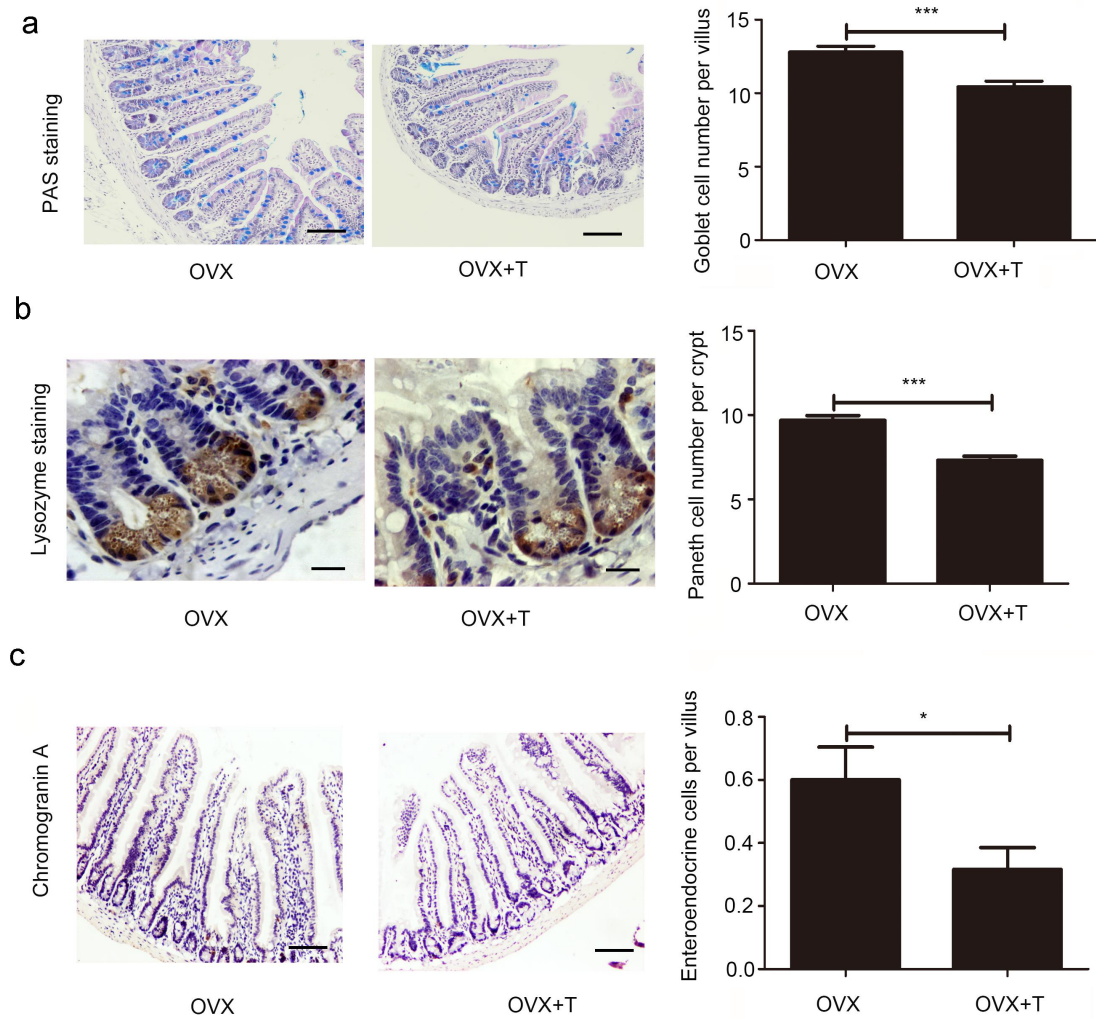 a
PAS staining
OVX
OVX+T
Goblet cell number per villus
15
10
5
0
***
OVX
OVX+T
b
Lysozyme staining
OVX
OVX+T
Paneth cell number per crypt
15
10
5
0
***
OVX
OVX+T
c
Chromogranin A
OVX
OVX+T
Enteroendocrine cells per villus
0.8
0.6
0.4
0.2
0.0
*
OVX
OVX+T